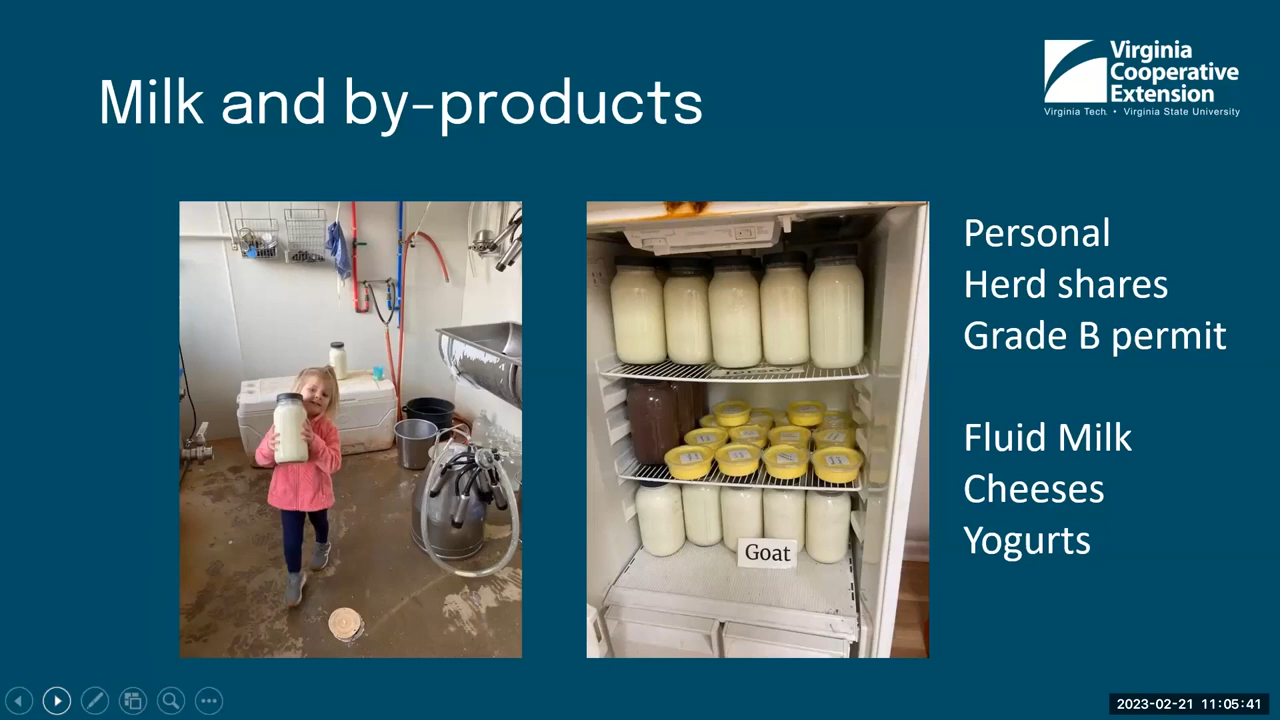 Milk and by-products
Virginia
Cooperative
Extension
Virginia Tech • Virginia State University
Personal
Herd shares
Grade B permit
Fluid Milk
Cheeses
Yogurts
Goat
2023-02-21 11:05:41